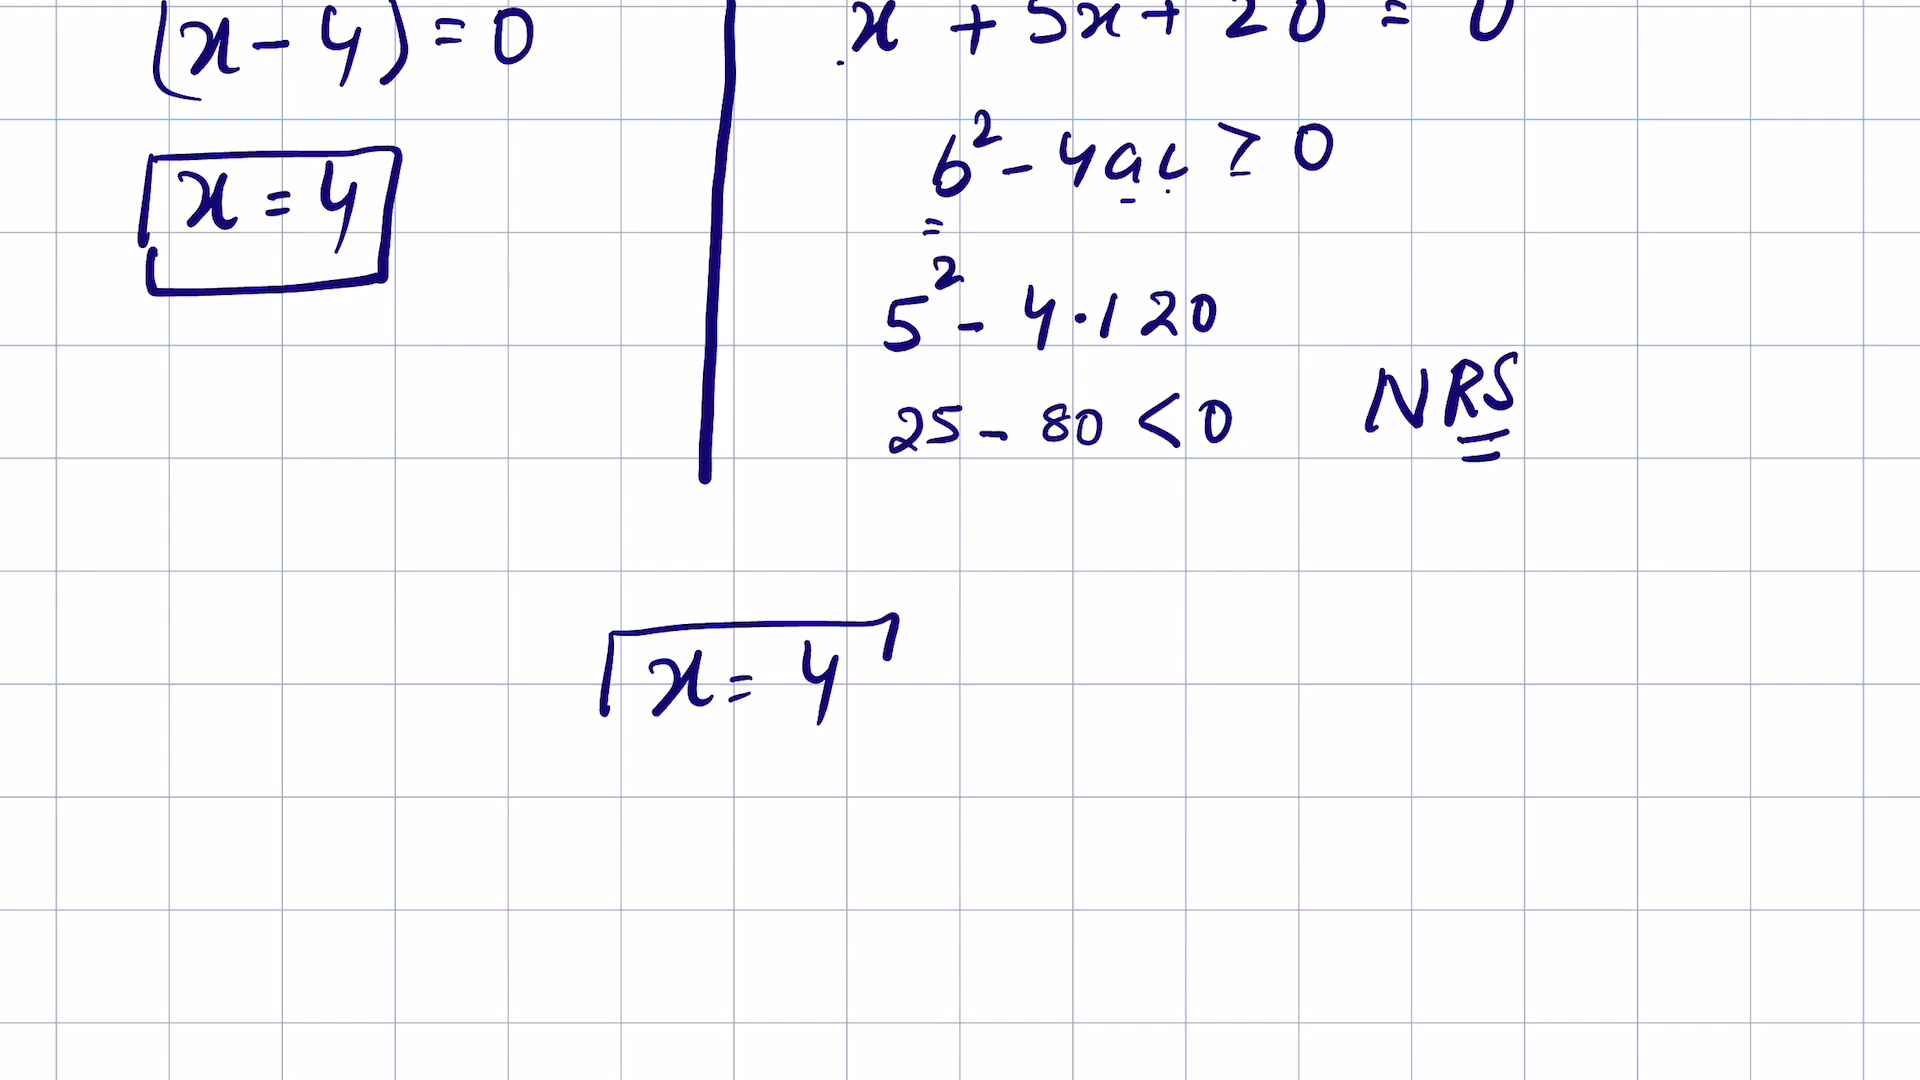 (x - 4) = 0
x = 4
x + 5x + 20 = 0
b² - 4ac ≥ 0
=
5² - 4·1 20
25 - 80 < 0
NRS
x = 4